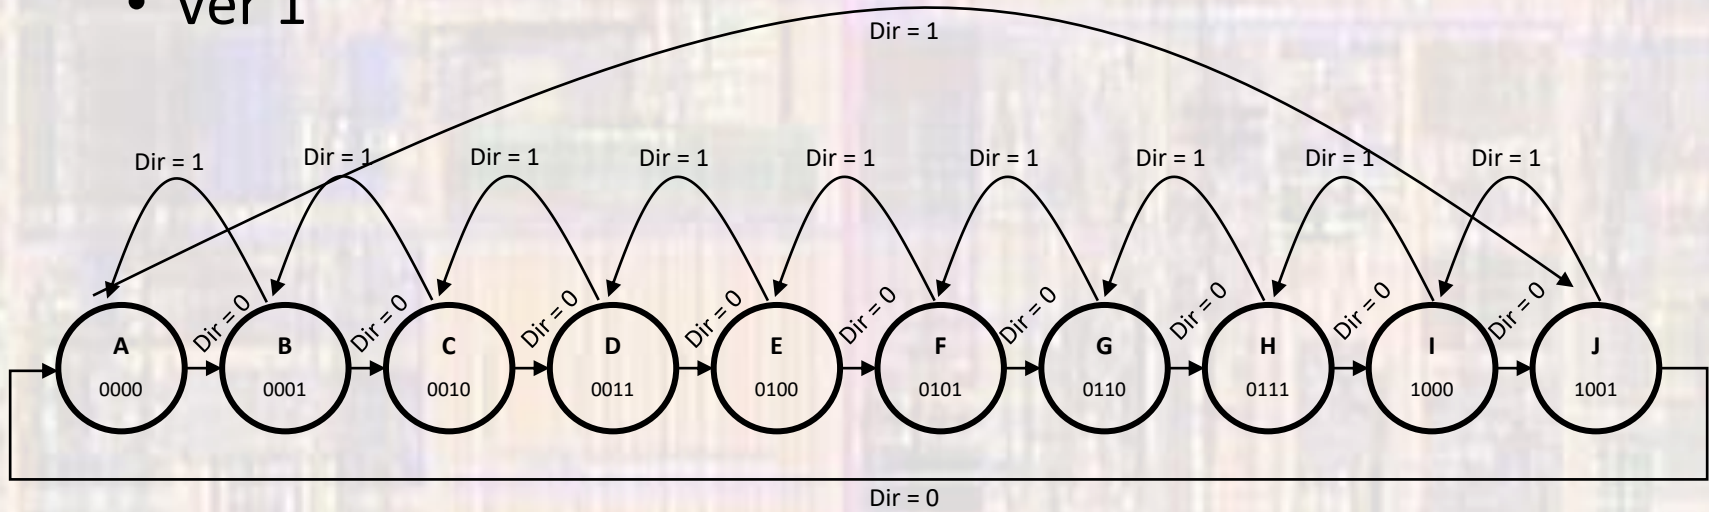 • Ver 1
Dir = 1
Dir = 1
Dir = 1
Dir = 1
Dir = 1
Dir = 1
Dir = 1
Dir = 1
Dir = 1
Dir = 1
Dir = 0
Dir = 0
Dir = 0
Dir = 0
Dir = 0
Dir = 0
Dir = 0
Dir = 0
Dir = 0
A
0000
B
0001
C
0010
D
0011
E
0100
F
0101
G
0110
H
0111
I
1000
J
1001
Dir = 0